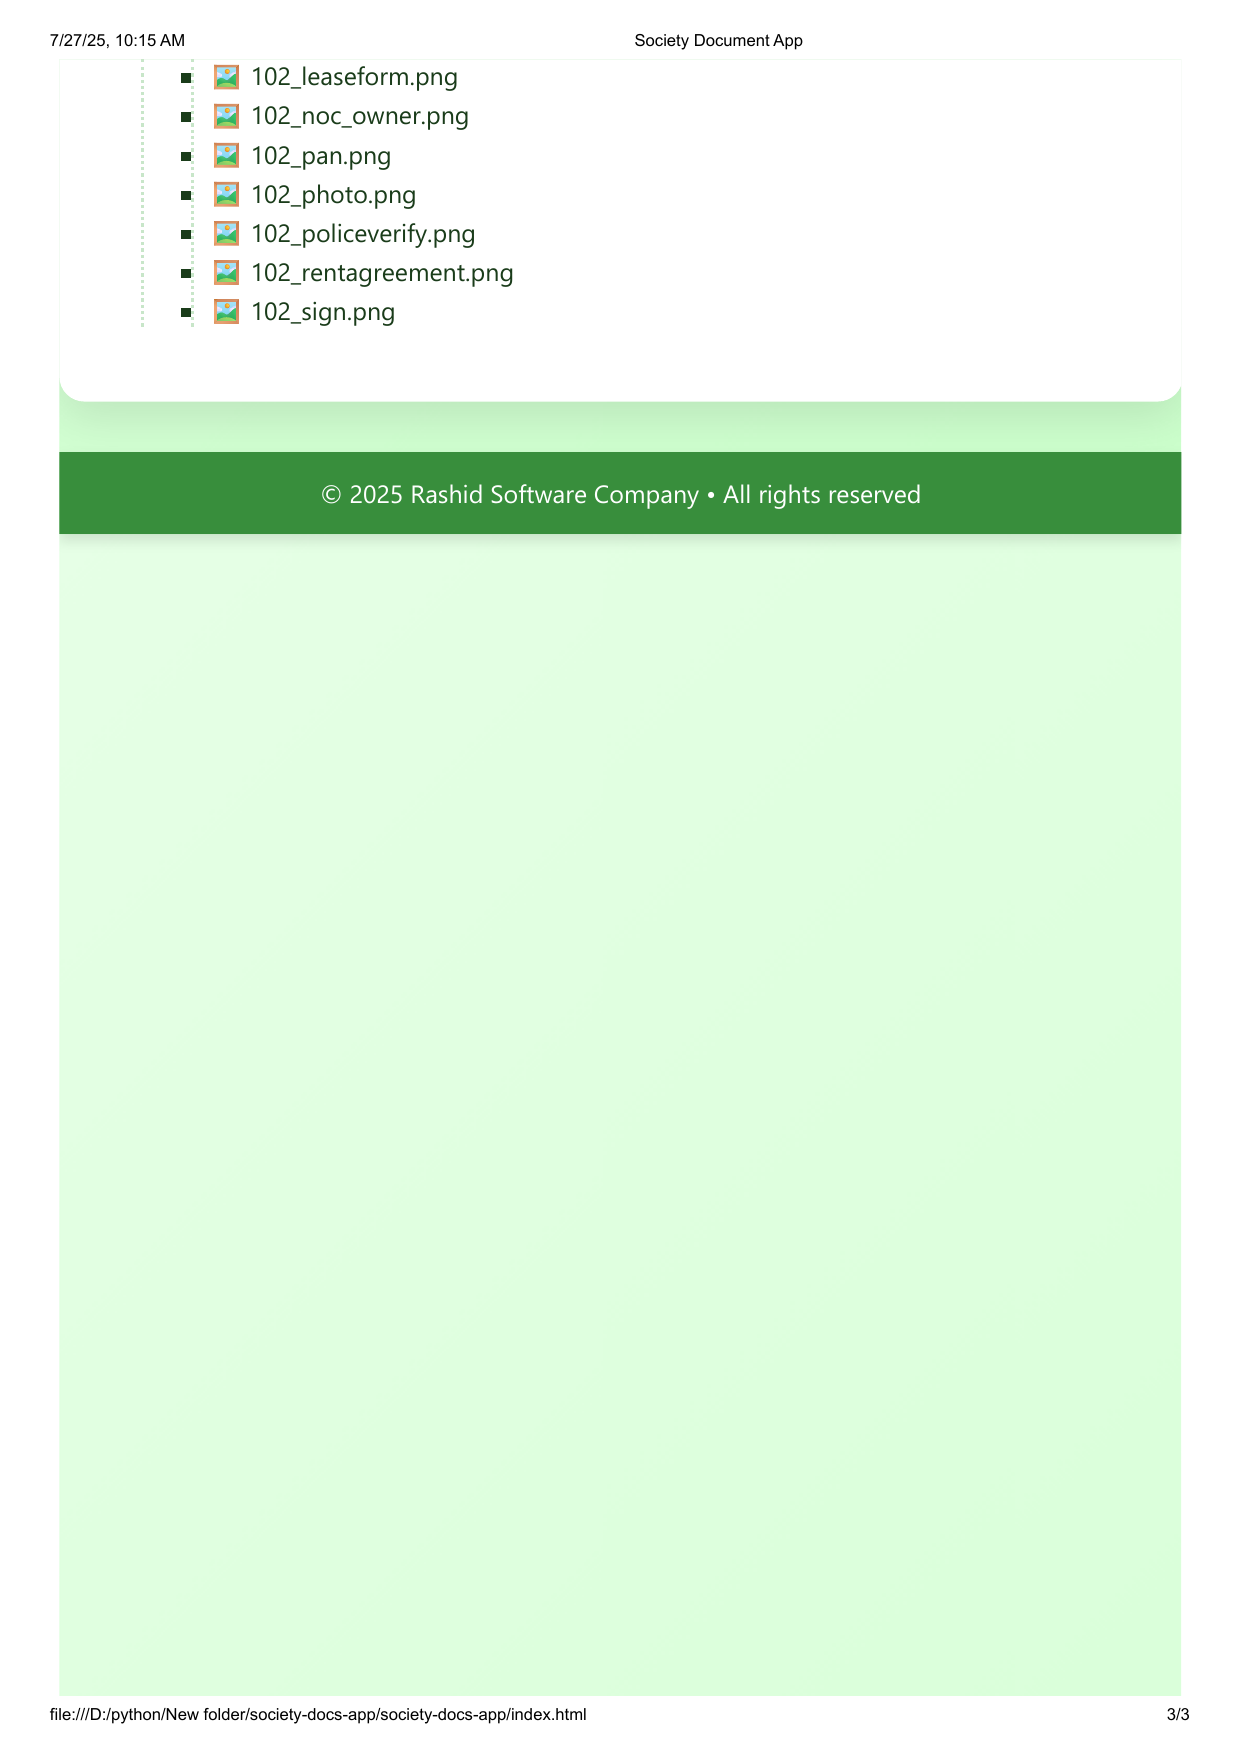 7/27/25, 10:15 AM Society Document App
102_leaseform.png
102_noc_owner.png
102_pan.png
102_photo.png
102_policeverify.png
102_rentagreement.png
102_sign.png
© 2025 Rashid Software Company • All rights reserved
file:///D:/python/New folder/society-docs-app/society-docs-app/index.html 3/3